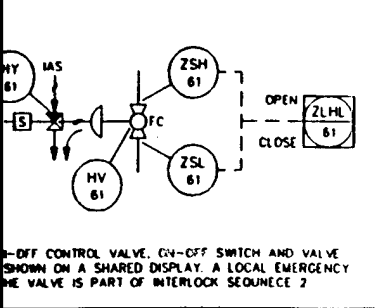 HY
61
IAS
S
ZSH
61
FC
OPEN
ZLHL
61
CLOSE
ZSL
61
HV
61
-OFF CONTROL VALVE, ON-OFF SWITCH AND VALVE
SHOWN ON A SHARED DISPLAY. A LOCAL EMERGENCY
HE VALVE IS PART OF INTERLOCK SEQUNECE 2